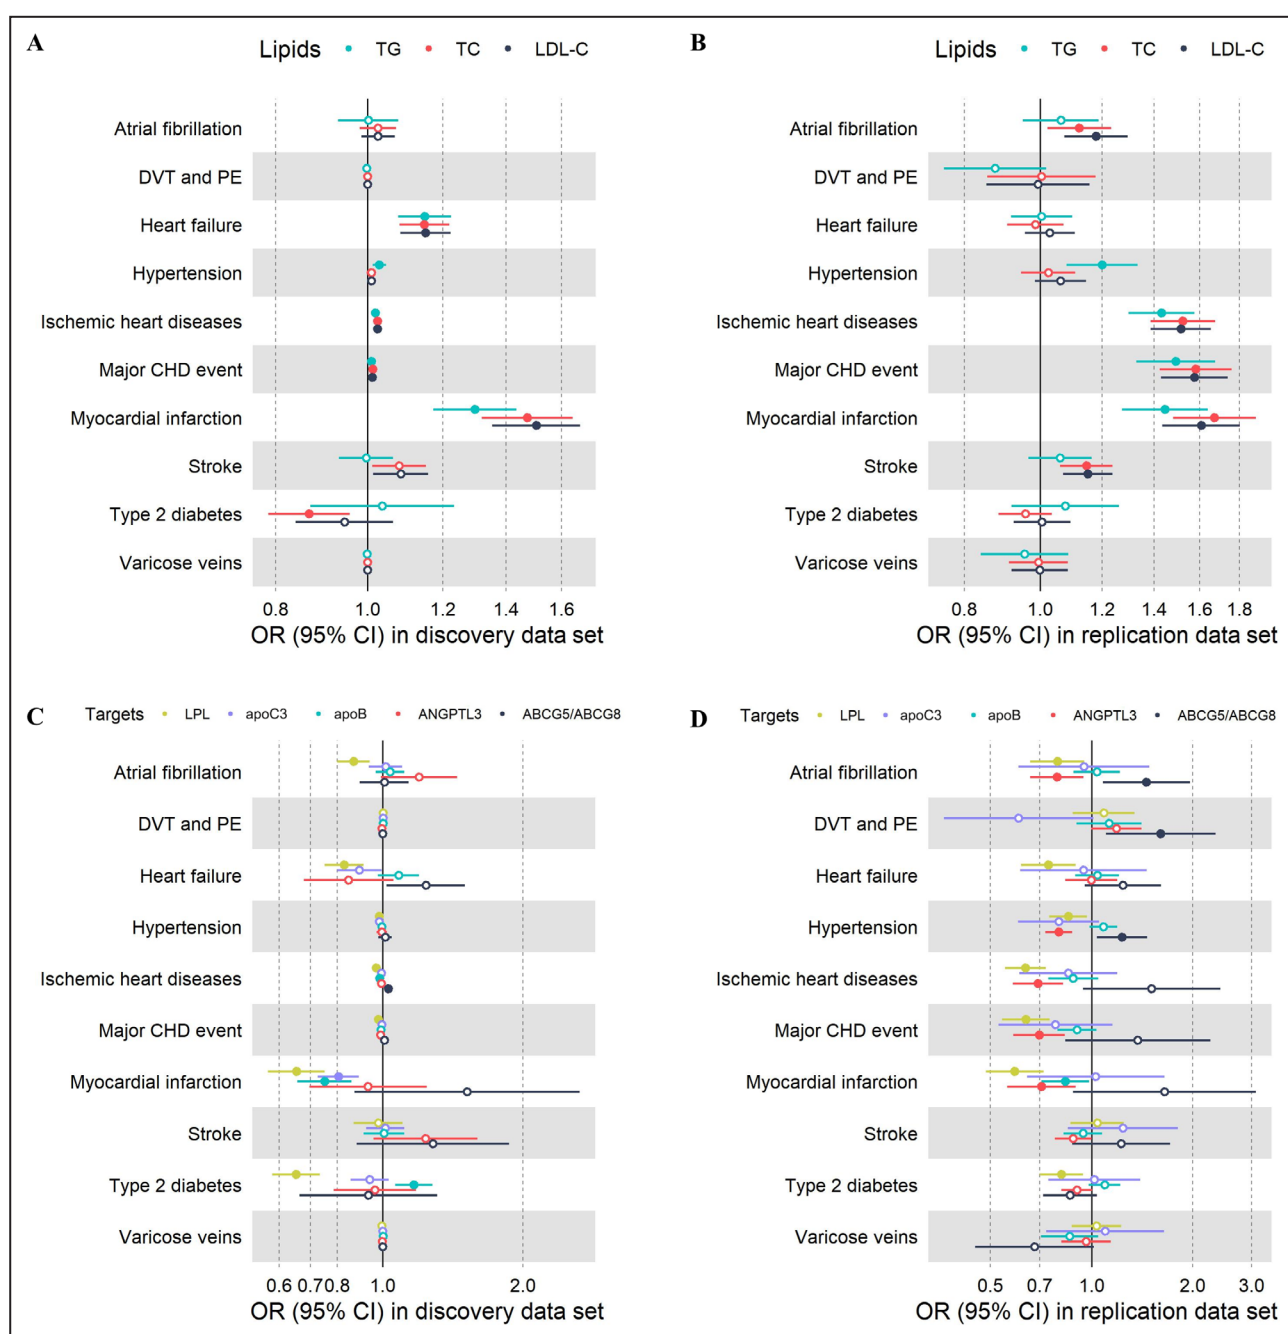 A
Lipids TG TC LDL-C
Atrial fibrillation
DVT and PE
Heart failure
Hypertension
Ischemic heart diseases
Major CHD event
Myocardial infarction
Stroke
Type 2 diabetes
Varicose veins
0.8 1.0 1.2 1.4 1.6
OR (95% CI) in discovery data set
B
Lipids TG TC LDL-C
Atrial fibrillation
DVT and PE
Heart failure
Hypertension
Ischemic heart diseases
Major CHD event
Myocardial infarction
Stroke
Type 2 diabetes
Varicose veins
0.8 1.0 1.2 1.4 1.6 1.8
OR (95% CI) in replication data set
C
Targets LPL apoC3 apoB ANGPTL3 ABCG5/ABCG8
Atrial fibrillation
DVT and PE
Heart failure
Hypertension
Ischemic heart diseases
Major CHD event
Myocardial infarction
Stroke
Type 2 diabetes
Varicose veins
0.6 0.7 0.8 1.0 2.0
OR (95% CI) in discovery data set
D
Targets LPL apoC3 apoB ANGPTL3 ABCG5/ABCG8
Atrial fibrillation
DVT and PE
Heart failure
Hypertension
Ischemic heart diseases
Major CHD event
Myocardial infarction
Stroke
Type 2 diabetes
Varicose veins
0.5 0.7 1.0 2.0 3.0
OR (95% CI) in replication data set